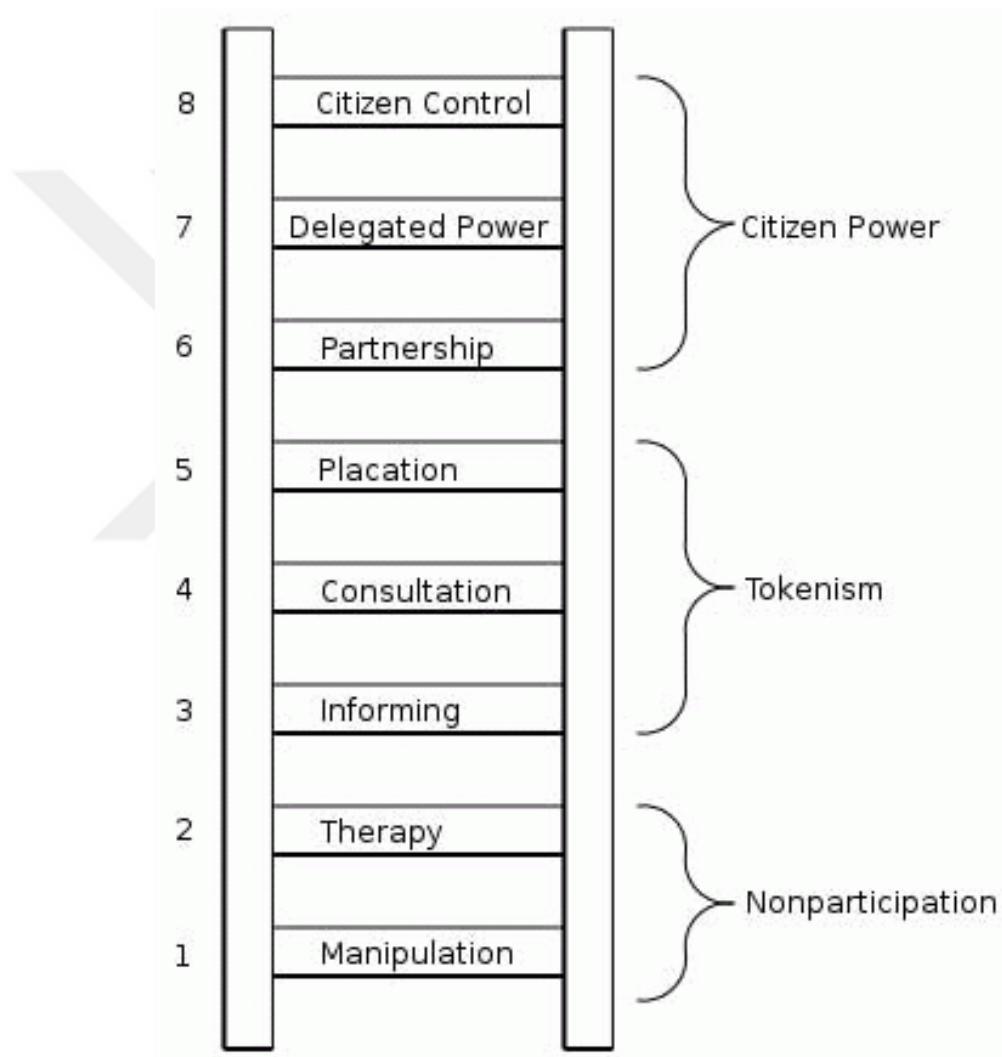 8 Citizen Control
7 Delegated Power Citizen Power
6 Partnership
5 Placation
4 Consultation Tokenism
3 Informing
2 Therapy
Nonparticipation
1 Manipulation